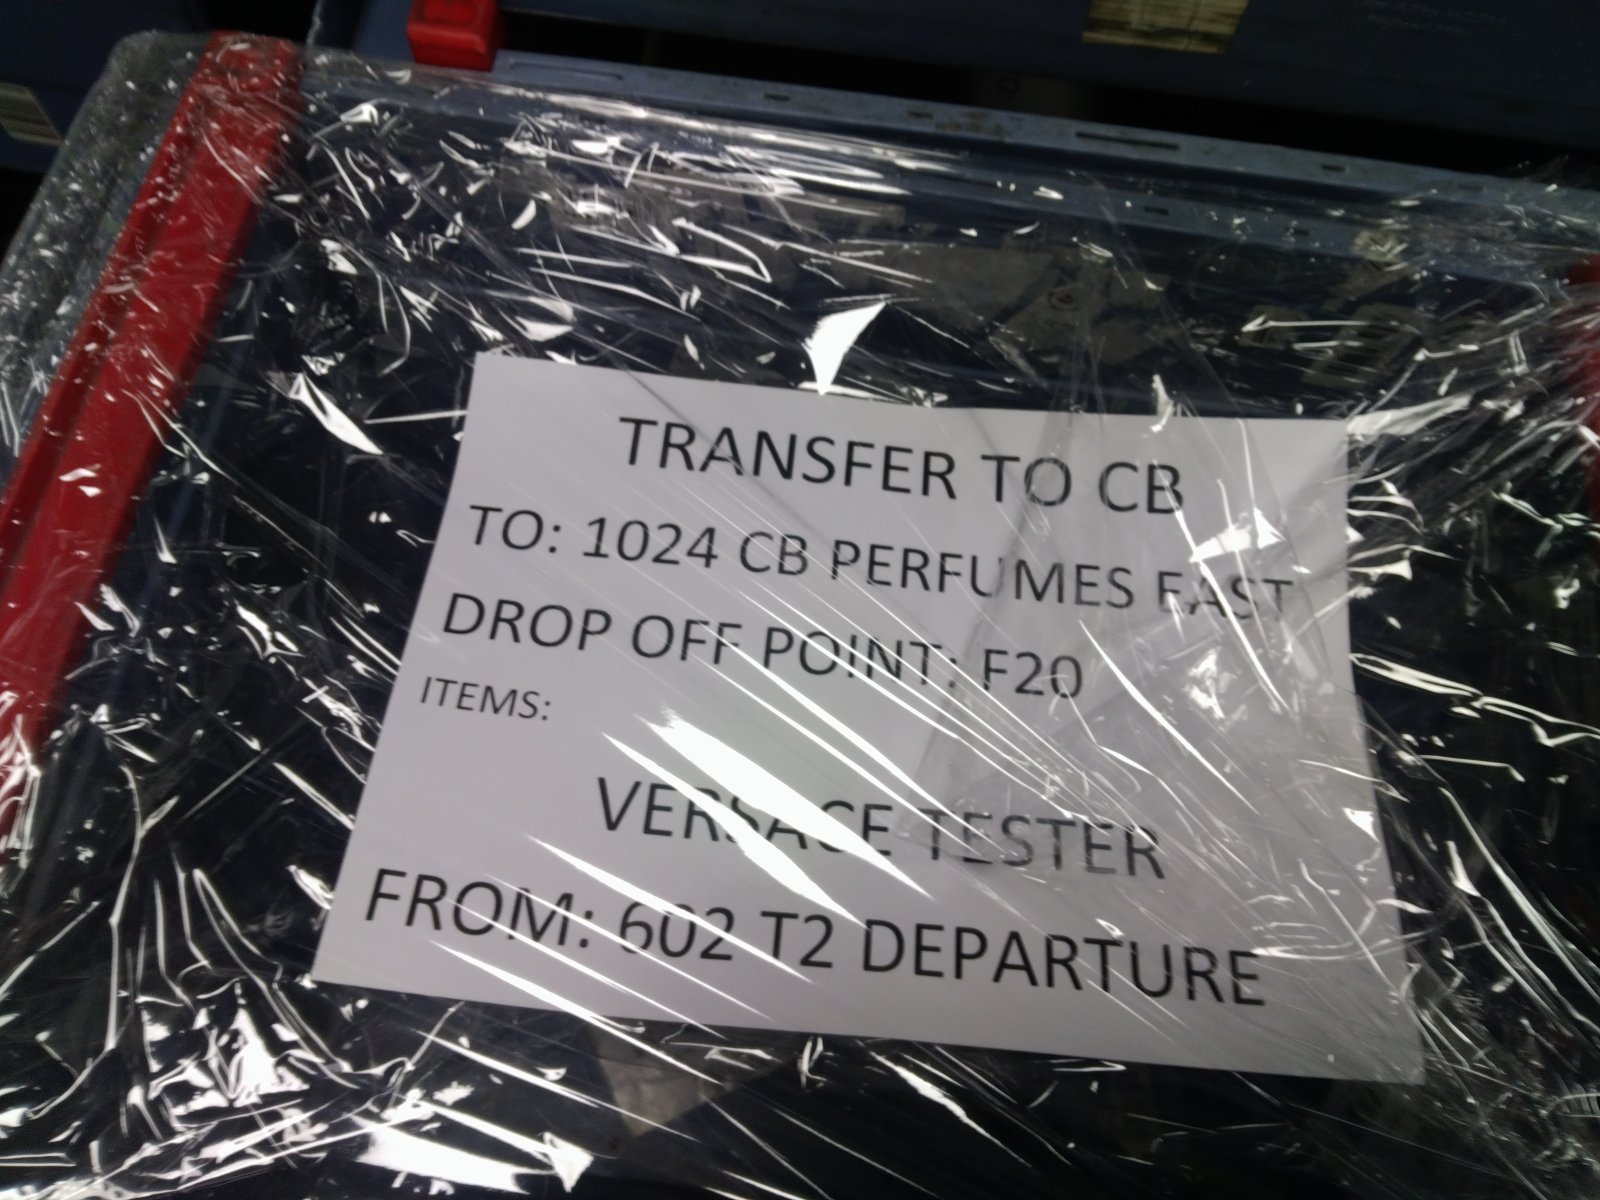 TRANSFER TO CB
TO: 1024 CB PERFUMES EAST
DROP OFF POINT: F20
ITEMS:
VERSACE TESTER
FROM: 602 T2 DEPARTURE